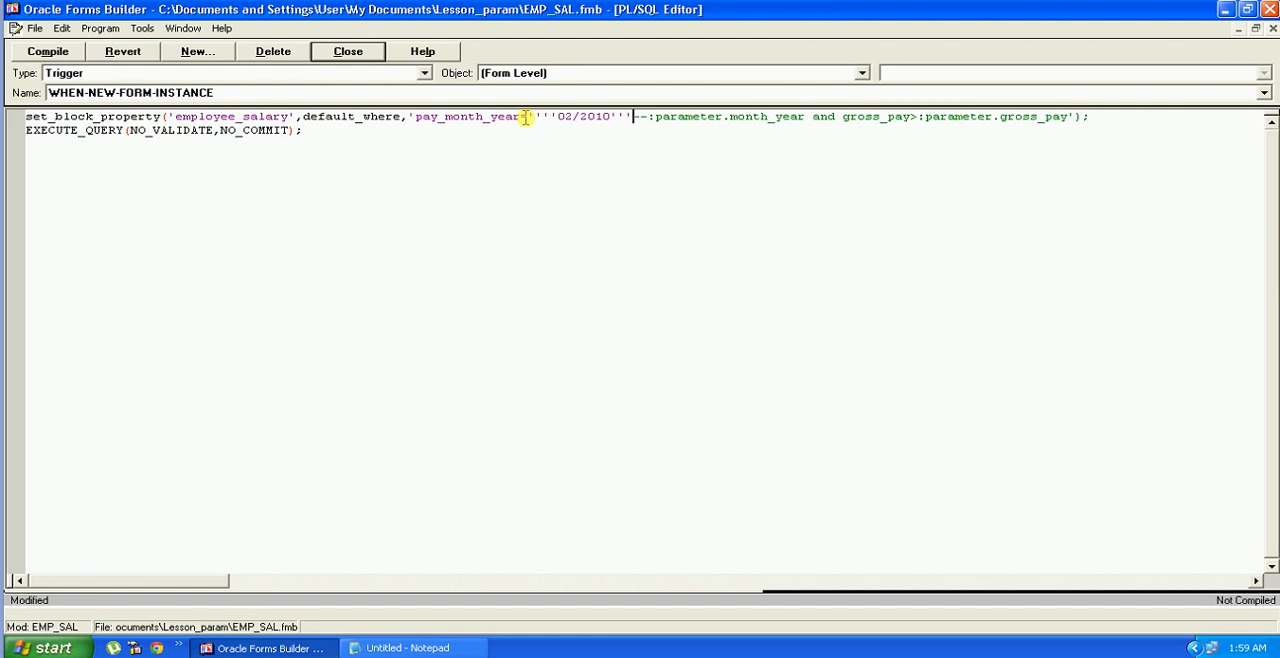 Oracle Forms Builder - C:\Documents and Settings\User\My Documents\Lesson_param\EMP_SAL.fmb - [PL/SQL Editor]
File Edit Program Tools Window Help
Compile Revert New... Delete Close Help
Type: Trigger Object: (Form Level)
Name: WHEN-NEW-FORM-INSTANCE
set_block_property('employee_salary',default_where,'pay_month_year='''''02/2010'''--:parameter.month_year and gross_pay>:parameter.gross_pay');
EXECUTE_QUERY(NO_VALIDATE,NO_COMMIT);
Modified Not Compiled
Mod: EMP_SAL File: ocuments\Lesson_param\EMP_SAL.fmb
start Oracle Forms Builder ... Untitled - Notepad 1:59 AM